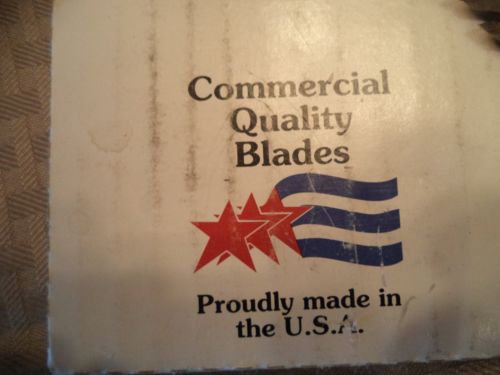 Commercial
Quality
Blades
Proudly made in
the U.S.A.